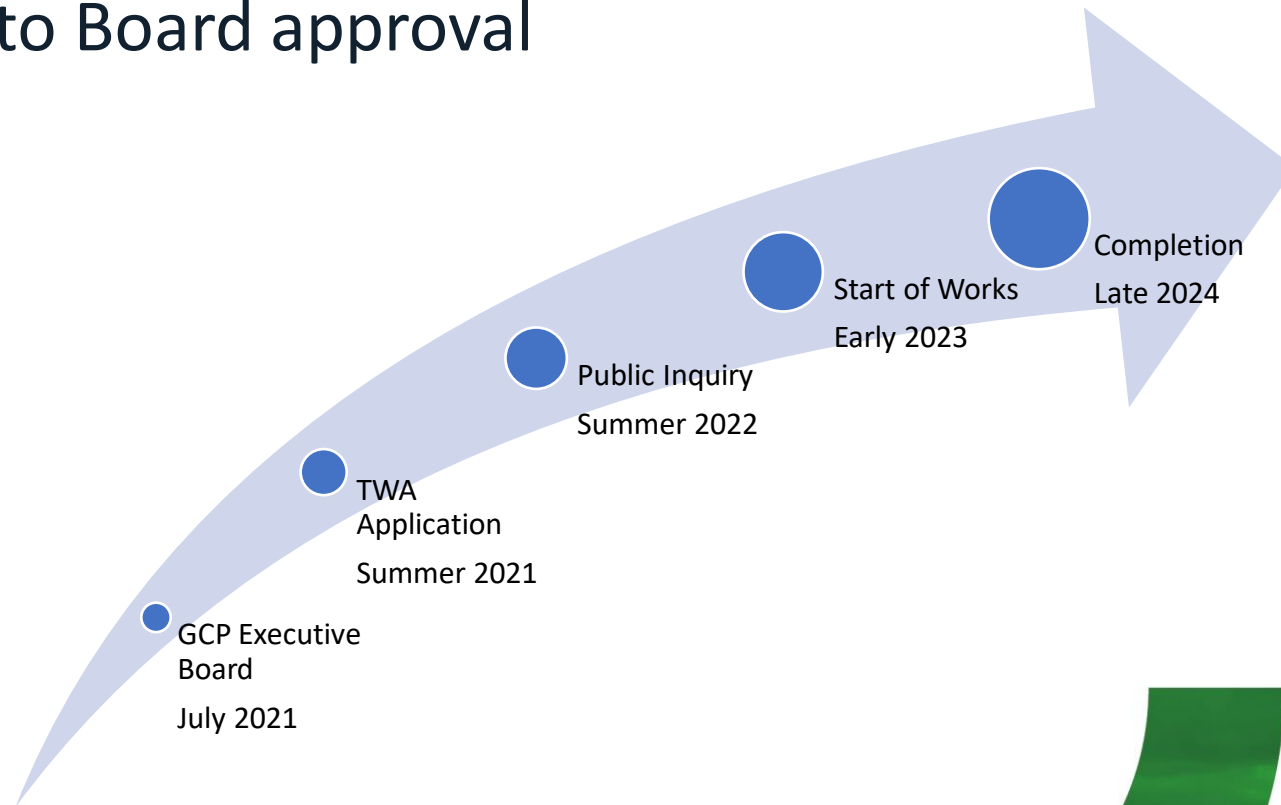 to Board approval
GCP Executive
Board
July 2021
TWA
Application
Summer 2021
Public Inquiry
Summer 2022
Start of Works
Early 2023
Completion
Late 2024